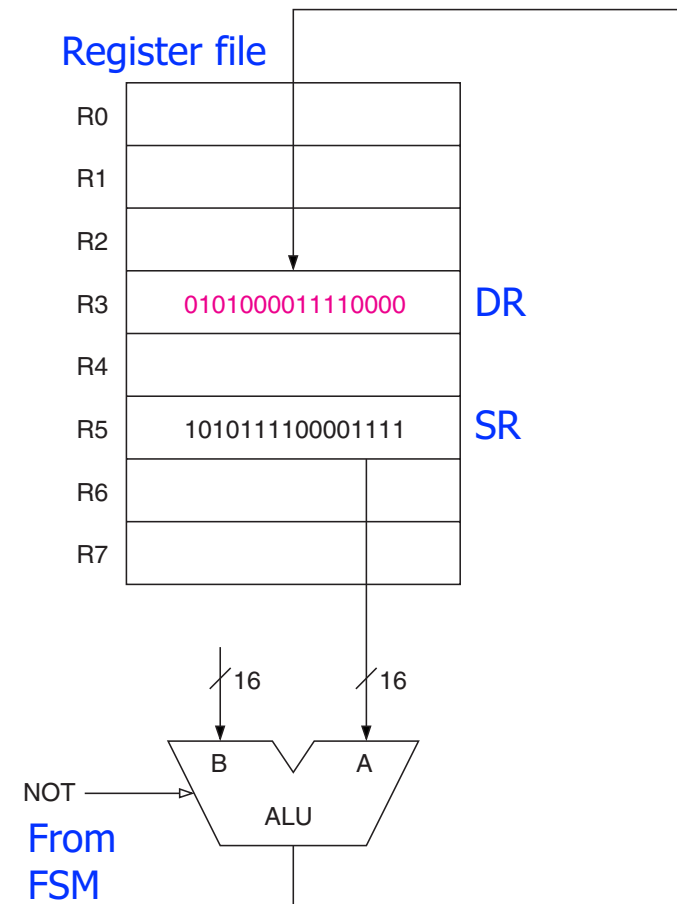 Register file
R0
R1
R2
R3 0101000011110000 DR
R4
R5 1010111100001111 SR
R6
R7
16 16
B A
NOT
ALU
From
FSM